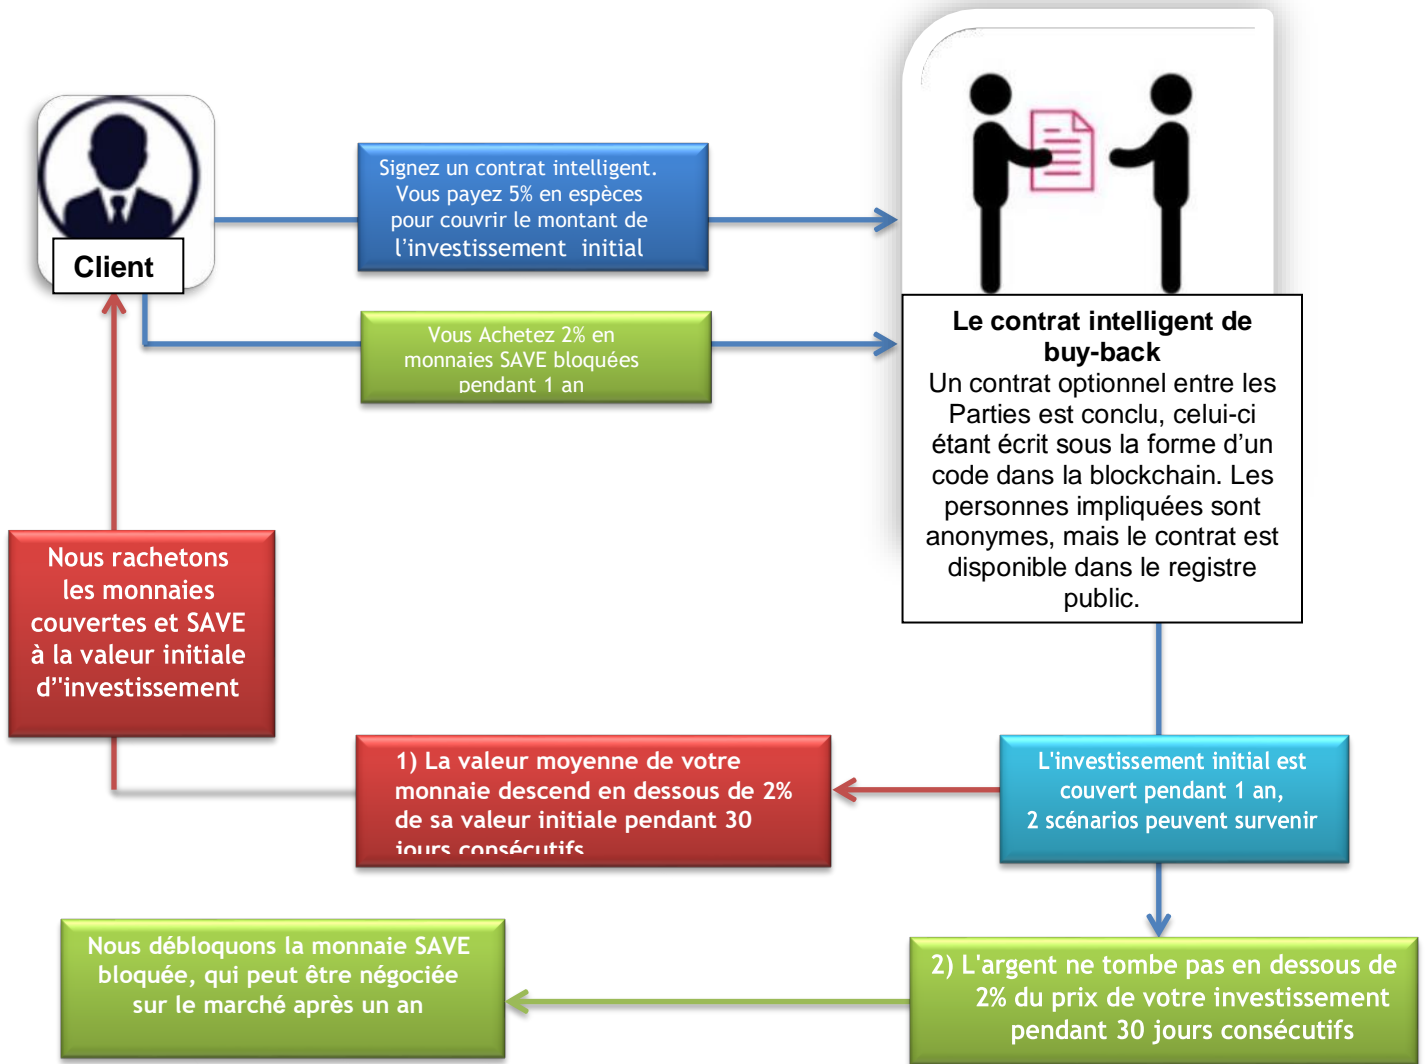 Client
Signez un contrat intelligent.
Vous payez 5% en espèces
pour couvrir le montant de
l'investissement initial
Vous Achetez 2% en
monnaies SAVE bloquées
pendant 1 an
Le contrat intelligent de
buy-back
Un contrat optionnel entre les
Parties est conclu, celui-ci
étant écrit sous la forme d'un
code dans la blockchain. Les
personnes impliquées sont
anonymes, mais le contrat est
disponible dans le registre
public.
Nous rachetons
les monnaies
couvertes et SAVE
à la valeur initiale
d''investissement
1) La valeur moyenne de votre
monnaie descend en dessous de 2%
de sa valeur initiale pendant 30
jours consécutifs
L'investissement initial est
couvert pendant 1 an,
2 scénarios peuvent survenir
Nous débloquons la monnaie SAVE
bloquée, qui peut être négociée
sur le marché après un an
2) L'argent ne tombe pas en dessous de
2% du prix de votre investissement
pendant 30 jours consécutifs